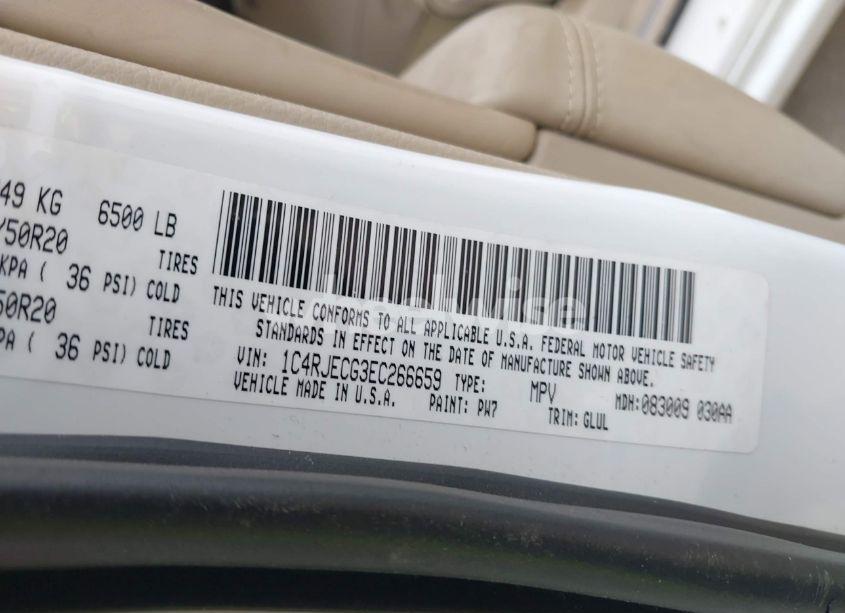 49 KG 6500 LB
50R20 TIRES
KPA ( 36 PSI) COLD
50R20 TIRES
PA ( 36 PSI) COLD
THIS VEHICLE CONFORMS TO ALL APPLICABLE U.S.A. FEDERAL MOTOR VEHICLE SAFETY
STANDARDS IN EFFECT ON THE DATE OF MANUFACTURE SHOWN ABOVE.
VIN: 1C4RJECG3EC266659 TYPE: MPV MDH:083009 030AA
VEHICLE MADE IN U.S.A. PAINT: PW7 TRIM:GLUL